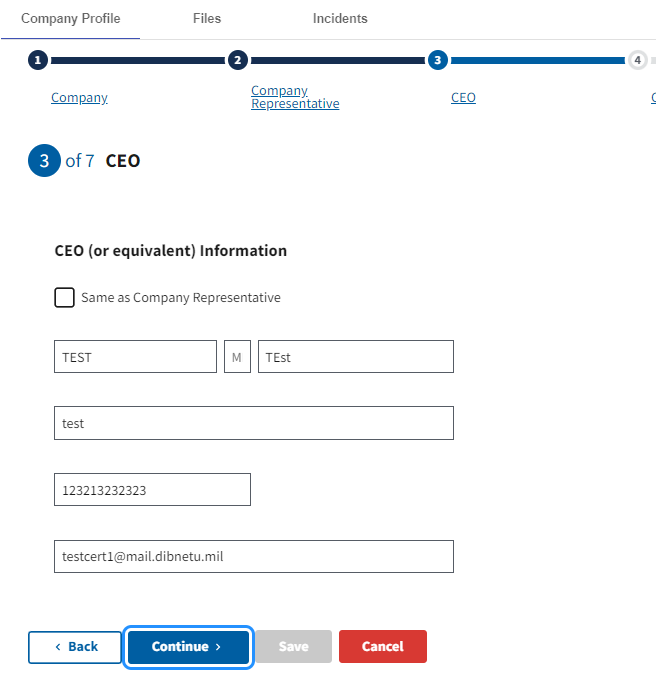 Company Profile Files Incidents
1 2 3 4
Company Company Representative CEO
3 of 7 CEO
CEO (or equivalent) Information
Same as Company Representative
TEST M TEst
test
123213232323
testcert1@mail.dibnetu.mil
‹ Back Continue › Save Cancel